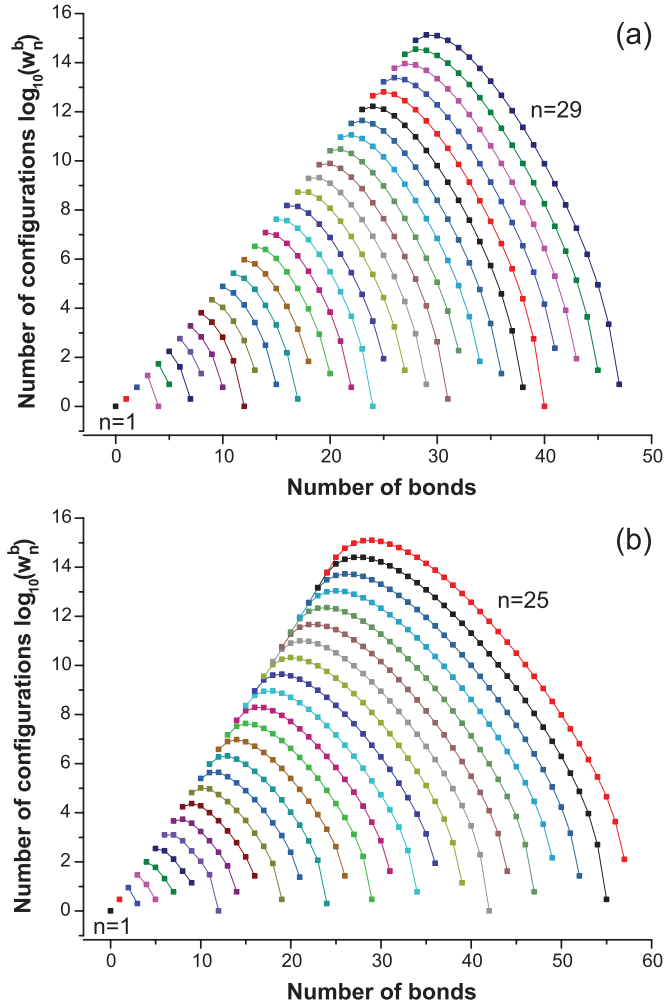 (a)
Number of configurations log₁₀(wₙᵇ)
16
14
12
10
8
6
4
2
0
n=29
n=1
0 10 20 30 40 50
Number of bonds
(b)
Number of configurations log₁₀(wₙᵇ)
16
14
12
10
8
6
4
2
0
n=25
n=1
0 10 20 30 40 50 60
Number of bonds